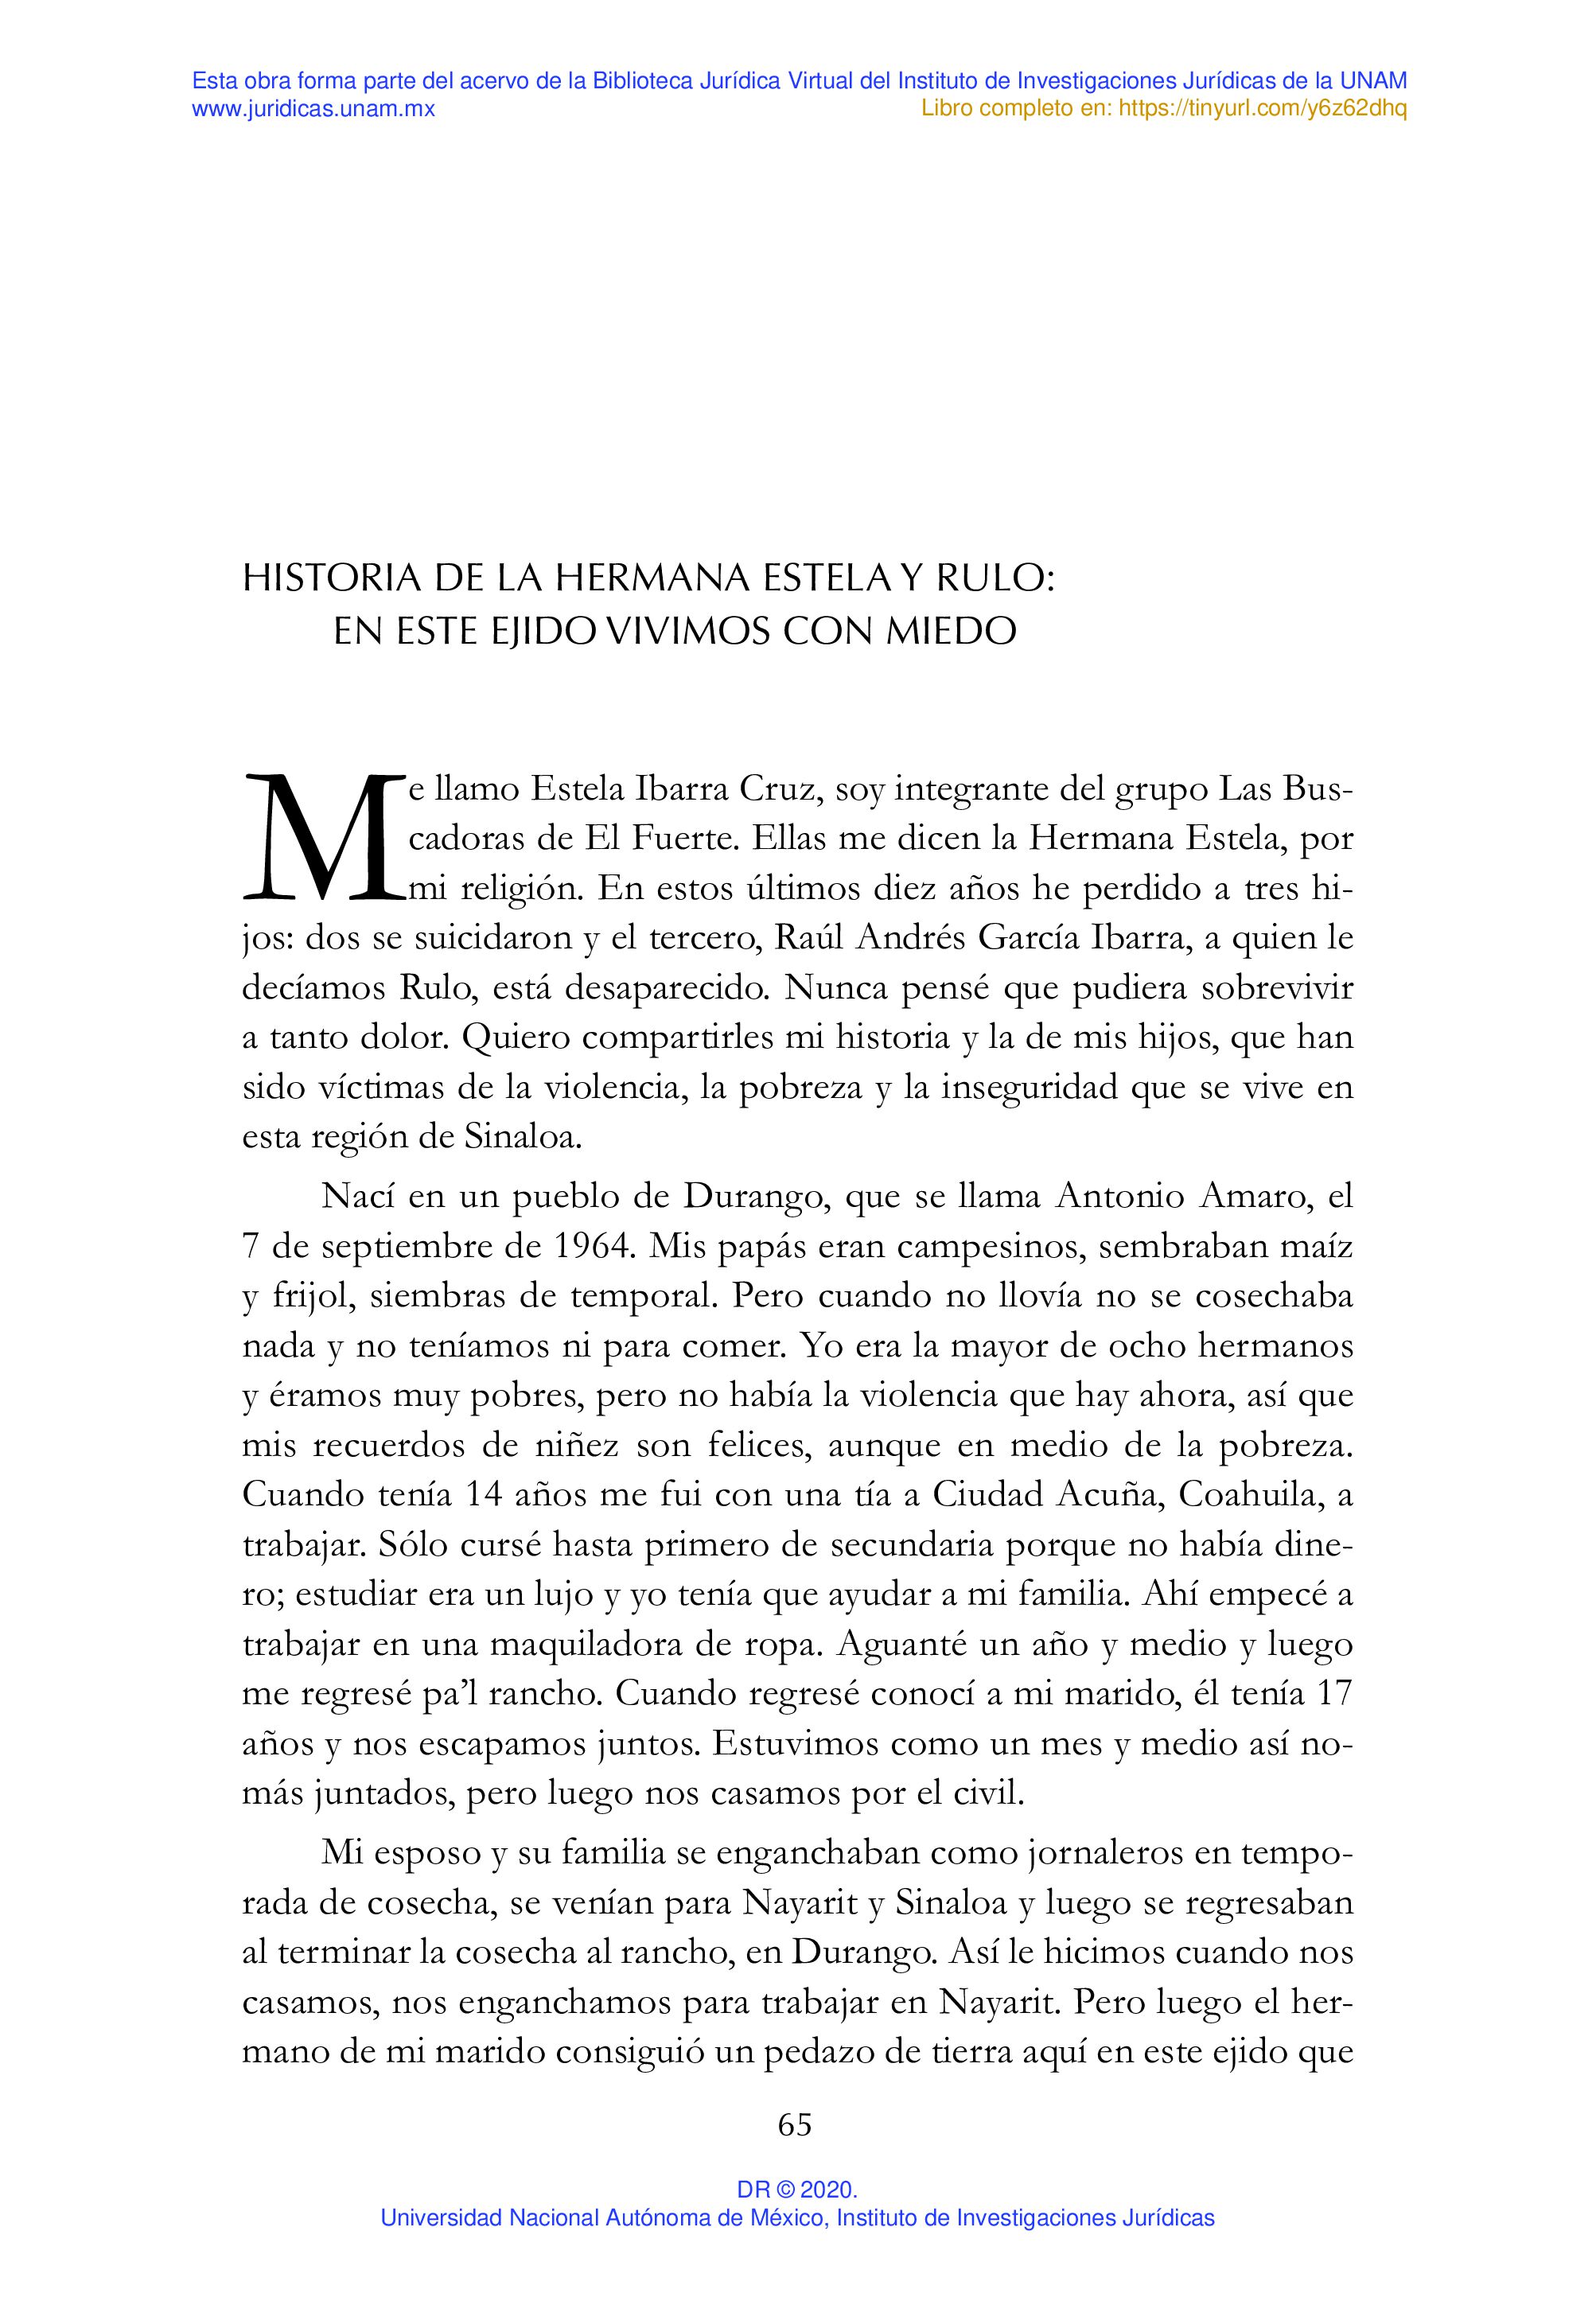 Esta obra forma parte del acervo de la Biblioteca Jurídica Virtual del Instituto de Investigaciones Jurídicas de la UNAM
www.juridicas.unam.mx
Libro completo en: https://tinyurl.com/y6z62dhq
HISTORIA DE LA HERMANA ESTELA Y RULO:
EN ESTE EJIDO VIVIMOS CON MIEDO
Me llamo Estela Ibarra Cruz, soy integrante del grupo Las Bus-
cadoras de El Fuerte. Ellas me dicen la Hermana Estela, por
mi religión. En estos últimos diez años he perdido a tres hi-
jos: dos se suicidaron y el tercero, Raúl Andrés García Ibarra, a quien le
decíamos Rulo, está desaparecido. Nunca pensé que pudiera sobrevivir
a tanto dolor. Quiero compartirles mi historia y la de mis hijos, que han
sido víctimas de la violencia, la pobreza y la inseguridad que se vive en
esta región de Sinaloa.
Nací en un pueblo de Durango, que se llama Antonio Amaro, el
7 de septiembre de 1964. Mis papás eran campesinos, sembraban maíz
y frijol, siembras de temporal. Pero cuando no llovía no se cosechaba
nada y no teníamos ni para comer. Yo era la mayor de ocho hermanos
y éramos muy pobres, pero no había la violencia que hay ahora, así que
mis recuerdos de niñez son felices, aunque en medio de la pobreza.
Cuando tenía 14 años me fui con una tía a Ciudad Acuña, Coahuila, a
trabajar. Sólo cursé hasta primero de secundaria porque no había dine-
ro; estudiar era un lujo y yo tenía que ayudar a mi familia. Ahí empecé a
trabajar en una maquiladora de ropa. Aguanté un año y medio y luego
me regresé pa’l rancho. Cuando regresé conocí a mi marido, él tenía 17
años y nos escapamos juntos. Estuvimos como un mes y medio así no-
más juntados, pero luego nos casamos por el civil.
Mi esposo y su familia se enganchaban como jornaleros en tempo-
rada de cosecha, se venían para Nayarit y Sinaloa y luego se regresaban
al terminar la cosecha al rancho, en Durango. Así le hicimos cuando nos
casamos, nos enganchamos para trabajar en Nayarit. Pero luego el her-
mano de mi marido consiguió un pedazo de tierra aquí en este ejido que
65
DR © 2020.
Universidad Nacional Autónoma de México, Instituto de Investigaciones Jurídicas